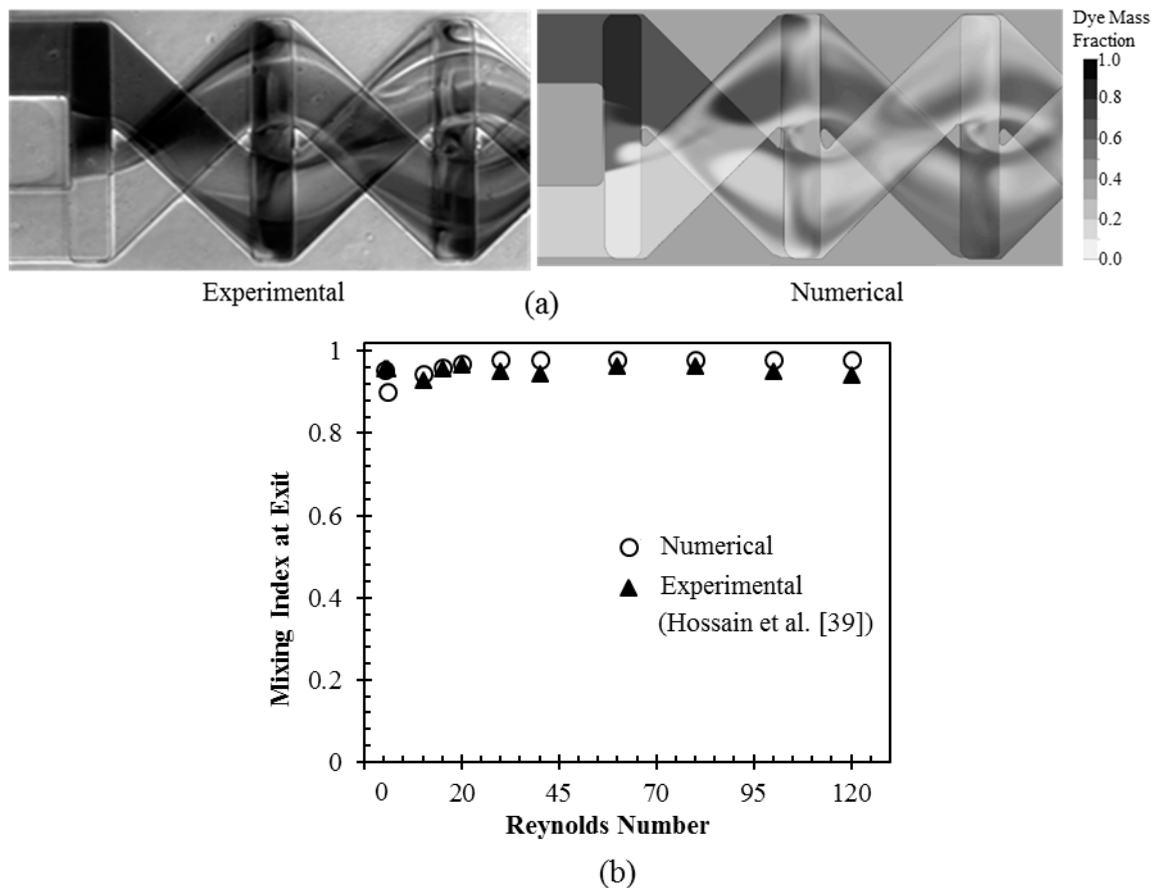 Dye Mass
Fraction
1.0
0.8
0.6
0.4
0.2
0.0
Experimental
Numerical
(a)
1
0.8
0.6
0.4
0.2
0
Mixing Index at Exit
Numerical
Experimental
(Hossain et al. [39])
0 20 45 70 95 120
Reynolds Number
(b)